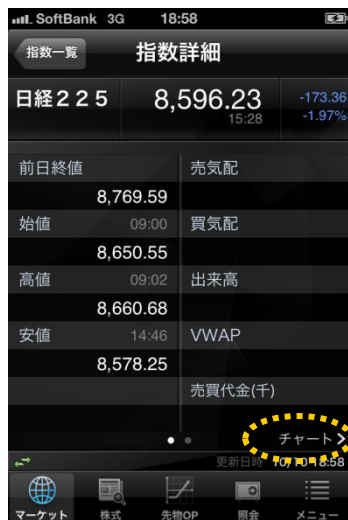 SoftBank 3G 18:58
指数一覧 指数詳細
日経２２５ 8,596.23 -173.36
15:28 -1.97%
前日終値 売気配
8,769.59
始値 09:00 買気配
8,650.55
高値 09:02 出来高
8,660.68
安値 14:46 VWAP
8,578.25
売買代金(千)
チャート
更新日時 10/10 18:58
マーケット 株式 先物OP 照会 メニュー